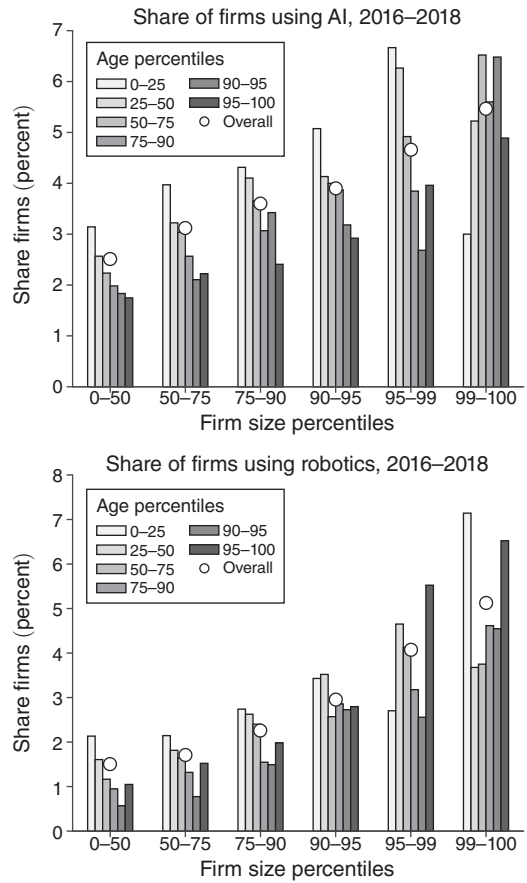 Share of firms using AI, 2016–2018
7
6
5
4
3
2
1
0
Share firms (percent)
Age percentiles
0–25
25–50
50–75
75–90
90–95
95–100
Overall
0–50 50–75 75–90 90–95 95–99 99–100
Firm size percentiles
Share of firms using robotics, 2016–2018
8
7
6
5
4
3
2
1
0
Share firms (percent)
Age percentiles
0–25
25–50
50–75
75–90
90–95
95–100
Overall
0–50 50–75 75–90 90–95 95–99 99–100
Firm size percentiles